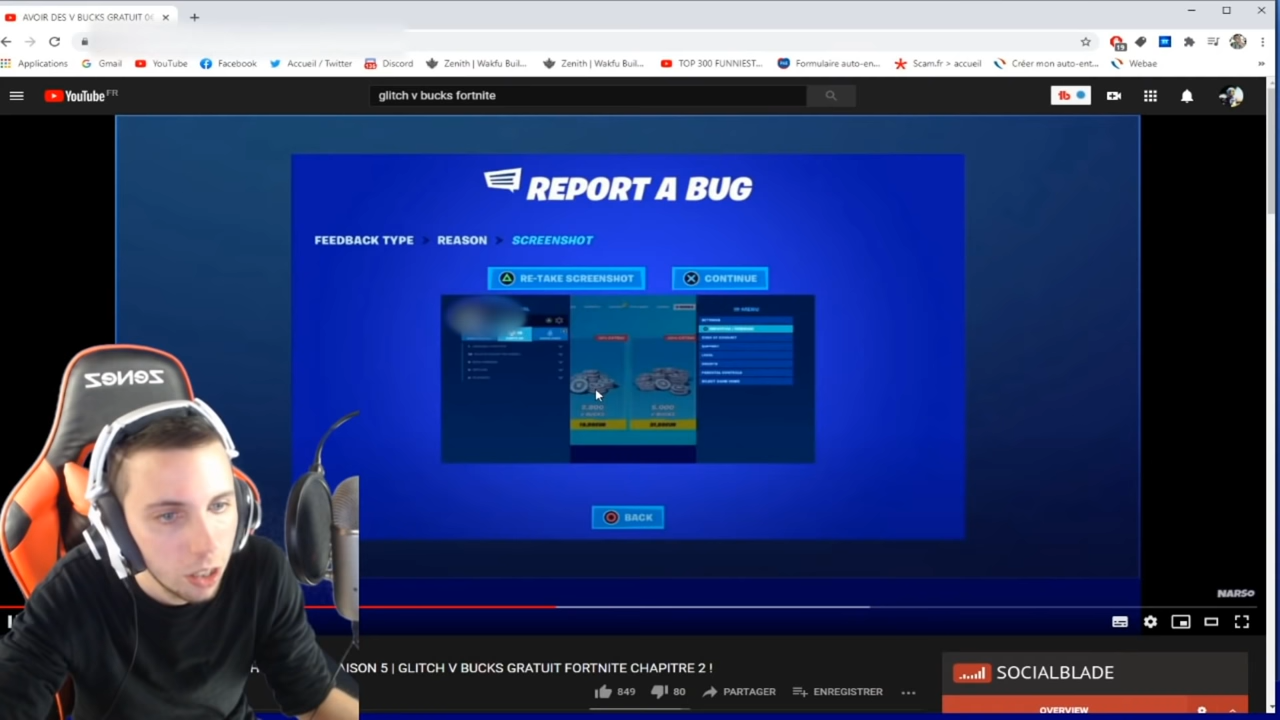 AVOIR DES V BUCKS GRATUIT
19
Applications Gmail YouTube Facebook Accueil / Twitter Discord Zenith | Wakfu Buil... Zenith | Wakfu Buil... TOP 300 FUNNIEST... Formulaire auto-en... Scam.fr > accueil Créer mon auto-ent... Webae »
YouTube FR glitch v bucks fortnite tb
REPORT A BUG
FEEDBACK TYPE > REASON > SCREENSHOT
RE-TAKE SCREENSHOT CONTINUE
BACK
zenez
NARSO
AISON 5 | GLITCH V BUCKS GRATUIT FORTNITE CHAPITRE 2 !
849 80 PARTAGER ENREGISTRER
SOCIALBLADE
OVERVIEW